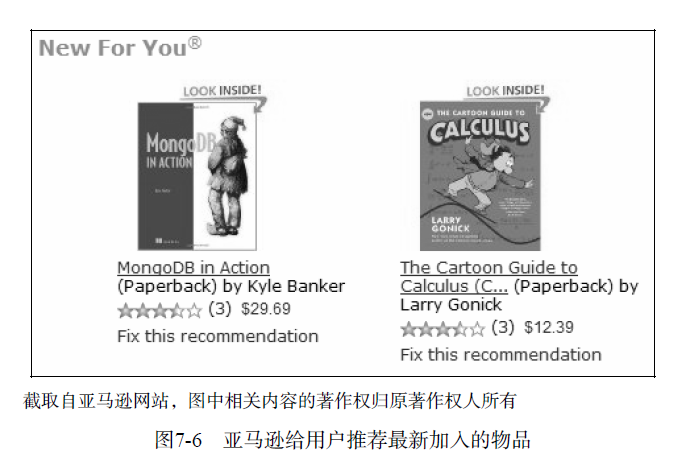 New For You®
LOOK INSIDE!
MongoDB
IN ACTION
MongoDB in Action
(Paperback) by Kyle Banker
(3) $29.69
Fix this recommendation
LOOK INSIDE!
THE CARTOON GUIDE TO
CALCULUS
LARRY
GONICK
The Cartoon Guide to
Calculus (C... (Paperback) by
Larry Gonick
(3) $12.39
Fix this recommendation
截取自亚马逊网站，图中相关内容的著作权归原著作权人所有
图7-6 亚马逊给用户推荐最新加入的物品